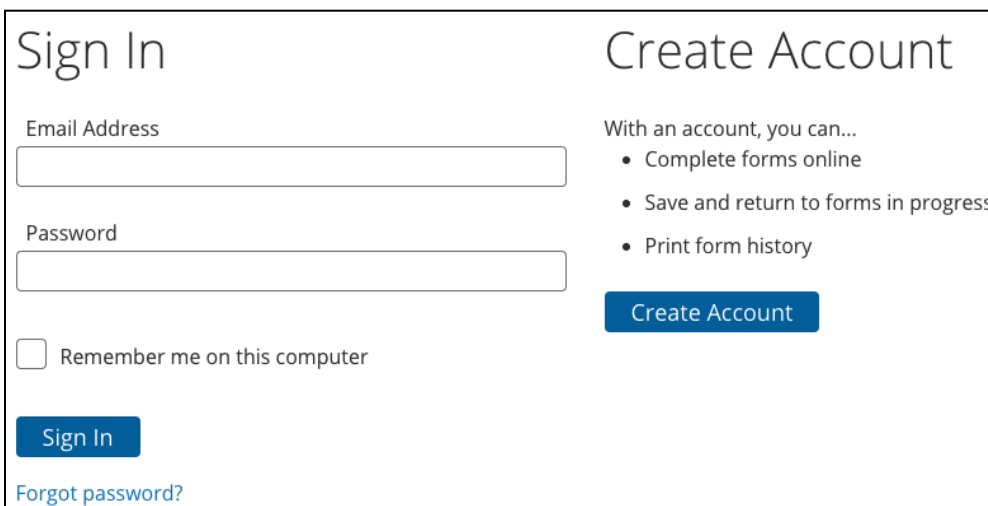 Sign In
Email Address
Password
Remember me on this computer
Sign In
Forgot password?
Create Account
With an account, you can...
• Complete forms online
• Save and return to forms in progress
• Print form history
Create Account